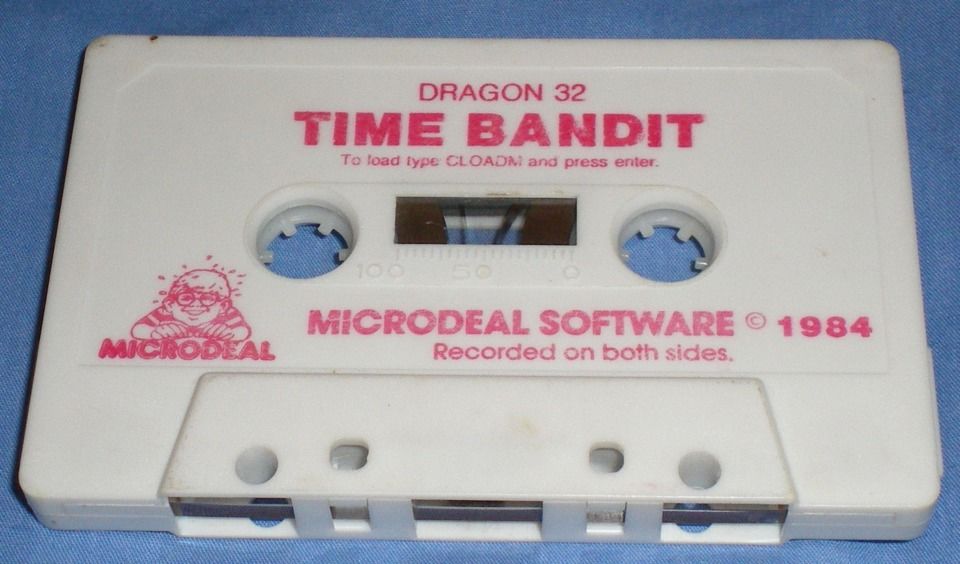 DRAGON 32
TIME BANDIT
To load type CLOADM and press enter.
100 50 0
MICRODEAL
MICRODEAL SOFTWARE © 1984
Recorded on both sides.